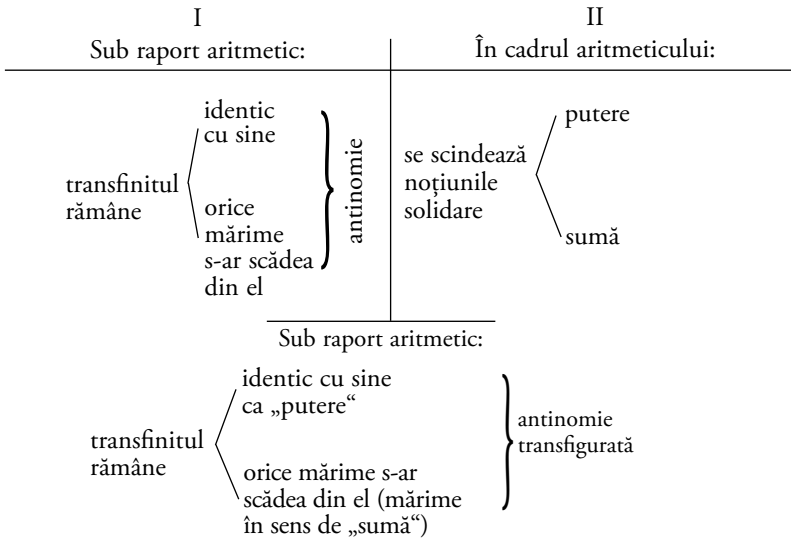 I
Sub raport aritmetic:
transfinitul
rămâne
identic
cu sine
orice
mărime
s-ar scădea
din el
antinomie
II
În cadrul aritmeticului:
se scindează
noțiunile
solidare
putere
sumă
Sub raport aritmetic:
transfinitul
rămâne
identic cu sine
ca „putere“
orice mărime s-ar
scădea din el (mărime
în sens de „sumă“)
antinomie
transfigurată